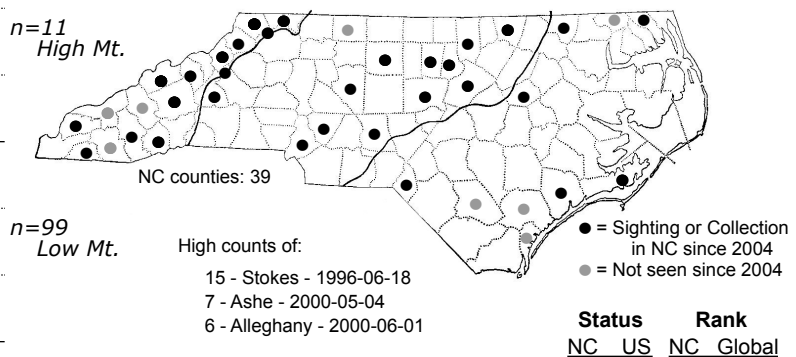 n=11
High Mt.
NC counties: 39
n=99
Low Mt.
High counts of:
15 - Stokes - 1996-06-18
7 - Ashe - 2000-05-04
6 - Alleghany - 2000-06-01
= Sighting or Collection
in NC since 2004
= Not seen since 2004
Status Rank
NC US NC Global